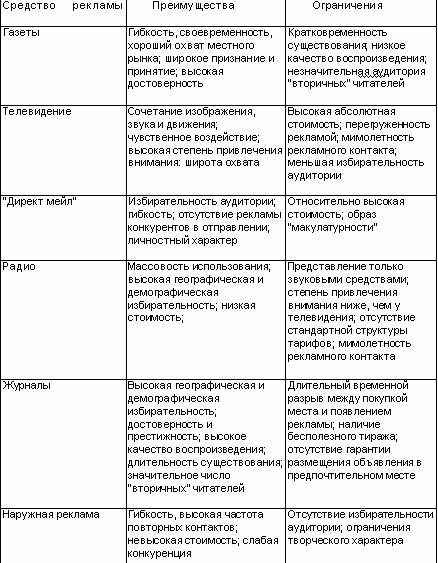 Средство рекламы Преимущества Ограничения
Газеты
Гибкость, своевременность,
хороший охват местного
рынка; широкое признание и
принятие; высокая
достоверность
Кратковременность
существования; низкое
качество воспроизведения;
незначительная аудитория
"вторичных" читателей
Телевидение
Сочетание изображения,
звука и движения;
чувственное воздействие;
высокая степень привлечения
внимания: широта охвата
Высокая абсолютная
стоимость; перегруженность
рекламой; мимолетность
рекламного контакта;
меньшая избирательность
аудитории
"Директ мейл"
Избирательность аудитории;
гибкость; отсутствие рекламы
конкурентов в отправлении;
личностный характер
Относительно высокая
стоимость; образ
"макулатурности"
Радио
Массовость использования;
высокая географическая и
демографическая
избирательность; низкая
стоимость;
Представление только
звуковыми средствами;
степень привлечения
внимания ниже, чем у
телевидения; отсутствие
стандартной структуры
тарифов; мимолетность
рекламного контакта
Журналы
Высокая географическая и
демографическая
избирательность;
достоверность и
престижность; высокое
качество воспроизведения;
длительность существования;
значительное число
"вторичных" читателей
Длительный временной
разрыв между покупкой
места и появлением
рекламы; наличие
бесполезного тиража;
отсутствие гарантии
размещения объявления в
предпочтительном месте
Наружная реклама
Гибкость, высокая частота
повторных контактов;
невысокая стоимость; слабая
конкуренция
Отсутствие избирательности
аудитории; ограничения
творческого характера